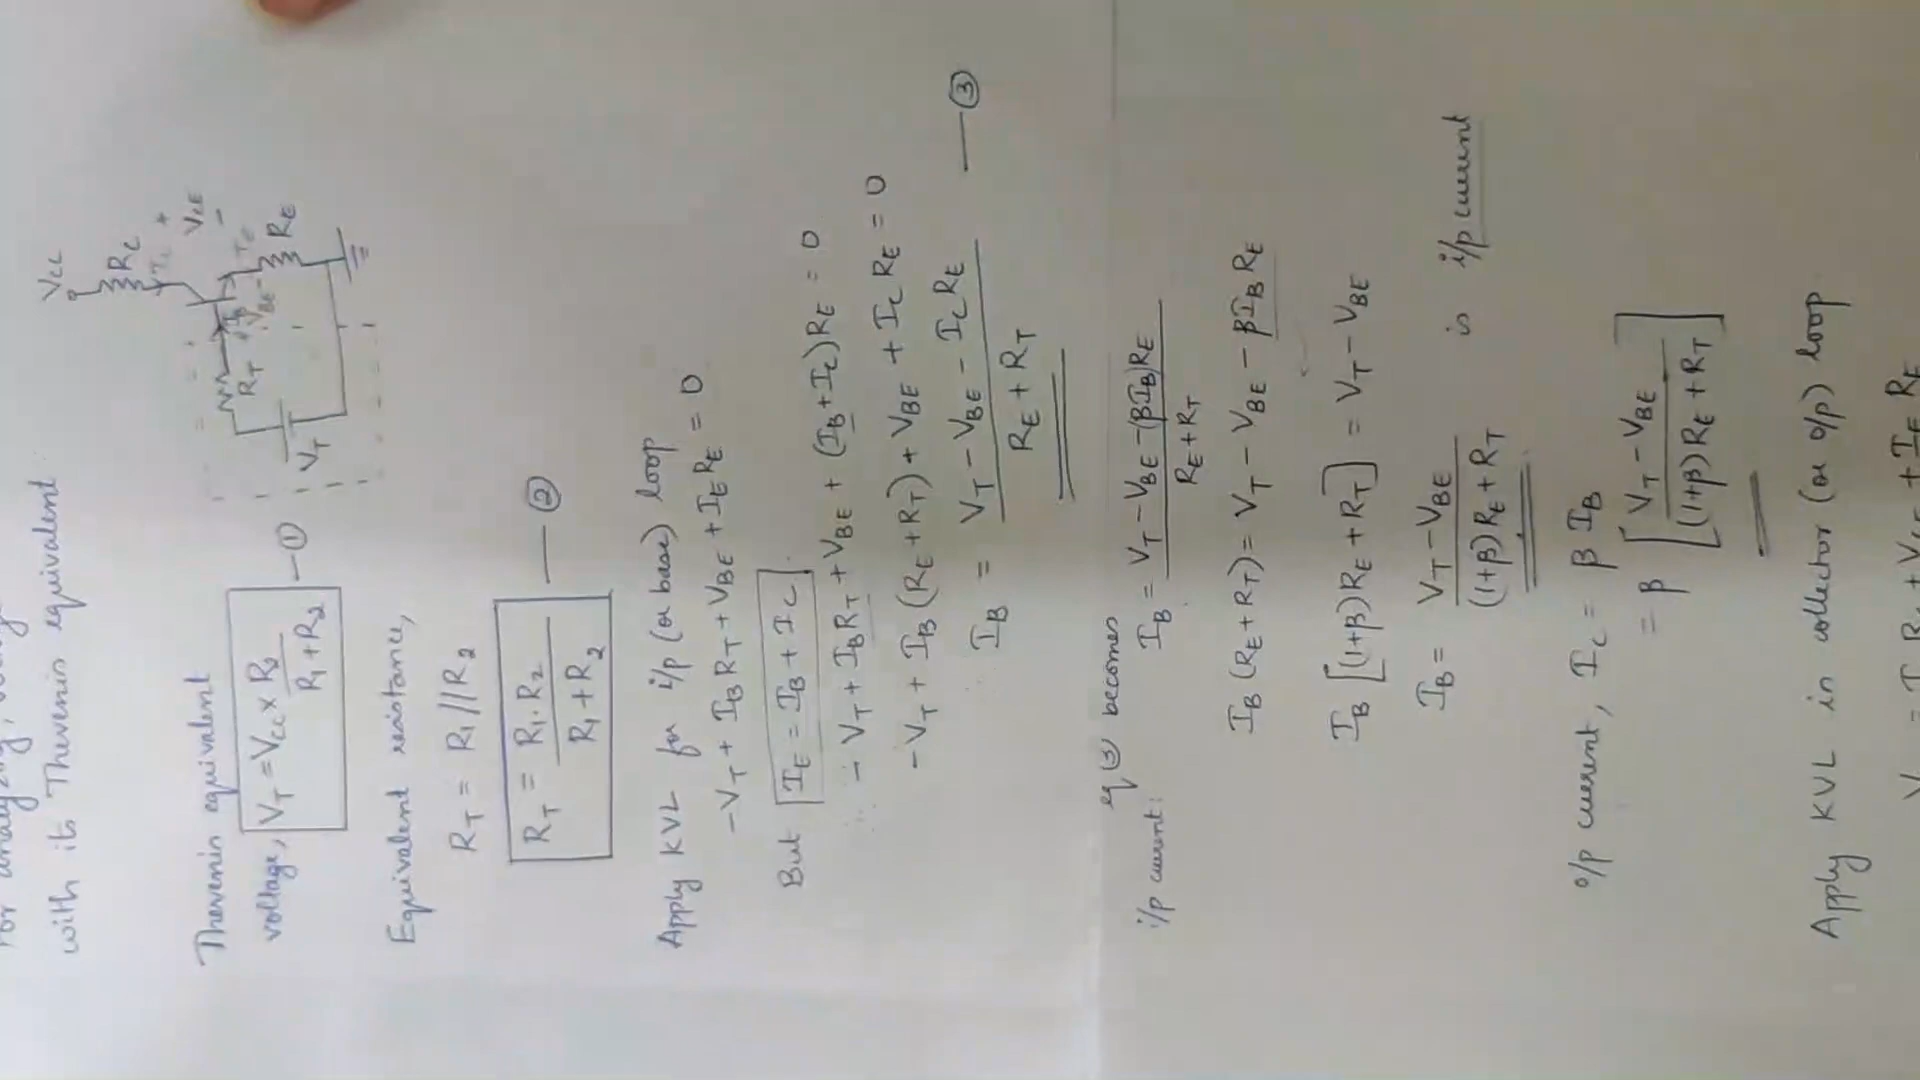 with its Thevenin equivalent
Thevenin equivalent
voltage, V_T = V_CC × R_2 / (R_1 + R_2) — ①
V_CC
R_C
I_C
+
V_CE
−
R_T
I_B
V_BE
R_E
V_T
Equivalent resistance,
R_T = R_1 // R_2
R_T = R_1 . R_2 / (R_1 + R_2) — ②
Apply KVL for i/p (or base) loop
−V_T + I_B R_T + V_BE + I_E R_E = 0
But I_E = I_B + I_C
− V_T + I_B R_T + V_BE + (I_B + I_C) R_E = 0
− V_T + I_B (R_E + R_T) + V_BE + I_C R_E = 0
I_B = (V_T − V_BE − I_C R_E) / (R_E + R_T) — ③
eq ③ becomes
i/p current: I_B = V_T − V_BE − (β I_B) R_E / R_E + R_T
I_B (R_E + R_T) = V_T − V_BE − β I_B R_E
I_B [(1+β) R_E + R_T] = V_T − V_BE
I_B = V_T − V_BE / (1+β) R_E + R_T is i/p current
o/p current, I_C = β I_B
= β [V_T − V_BE / (1+β) R_E + R_T]
Apply KVL in collector (or o/p) loop